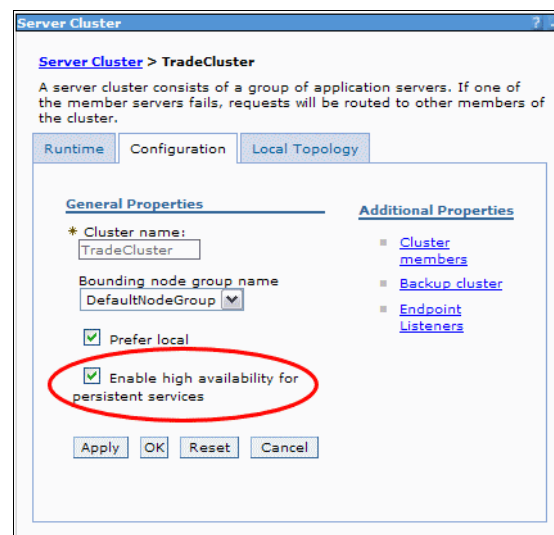 Server Cluster
?
Server Cluster > TradeCluster
A server cluster consists of a group of application servers. If one of
the member servers fails, requests will be routed to other members of
the cluster.
Runtime Configuration Local Topology
General Properties
* Cluster name:
TradeCluster
Bounding node group name
DefaultNodeGroup
Prefer local
Enable high availability for
persistent services
Apply OK Reset Cancel
Additional Properties
Cluster
members
Backup cluster
Endpoint
Listeners